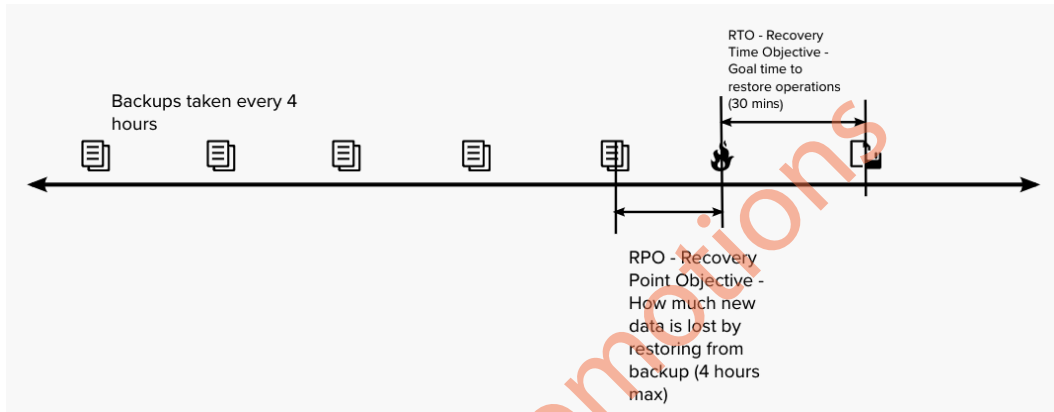 RTO - Recovery
Time Objective -
Goal time to
restore operations
(30 mins)
Backups taken every 4
hours
RPO - Recovery
Point Objective -
How much new
data is lost by
restoring from
backup (4 hours
max)
omotions